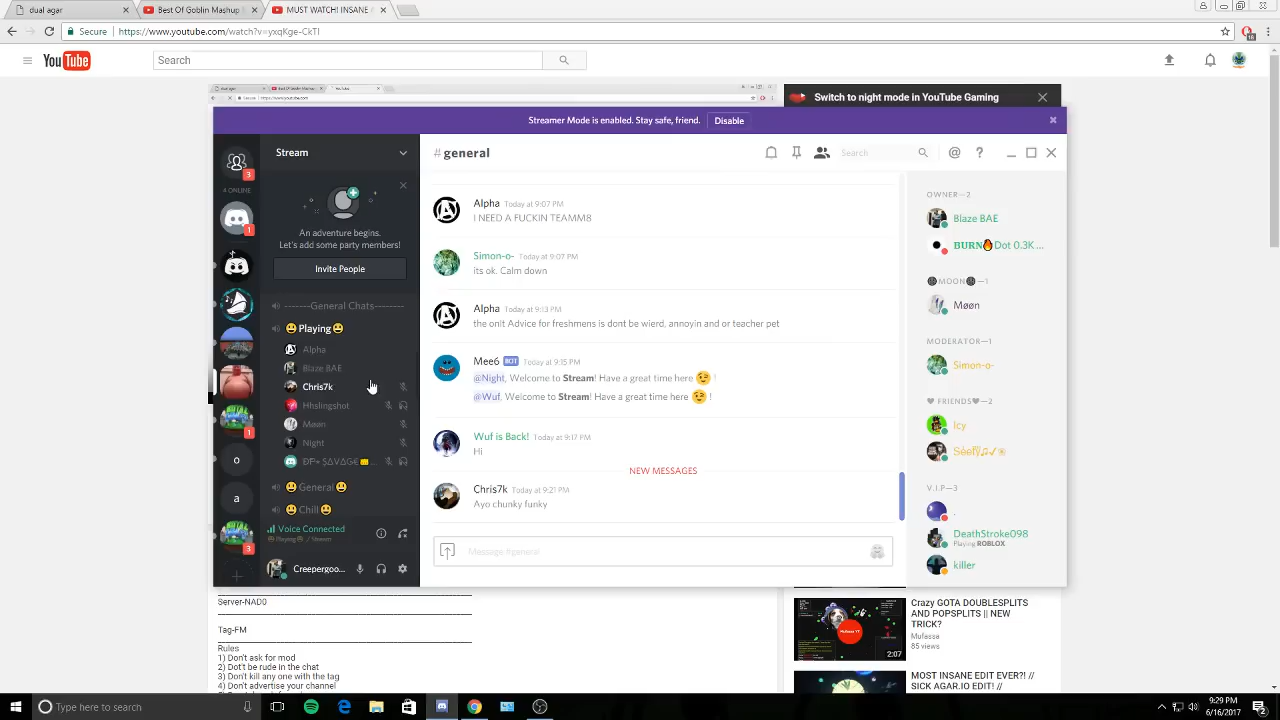 dual agar
Best Of Goblin Mashup
MUST WATCH! INSANE /
Secure
https://www.youtube.com/watch?v=yxqKge-CkTI
YouTube
Search
Switch to night mode in YouTube Gaming
Streamer Mode is enabled. Stay safe, friend.
Disable
3
4 ONLINE
1
1
o
a
3
Stream
An adventure begins.
Let's add some party members!
Invite People
-------General Chats--------
Playing
Alpha
Blaze BAE
Chris7k
Hhslingshot
Møøn
Night
General
Chill
Voice Connected
Creepergoo...
#general
Search
Alpha Today at 9:07 PM
I NEED A FUCKIN TEAMM8
Simon-o- Today at 9:07 PM
its ok. Calm down
Alpha Today at 9:13 PM
the onlt Advice for freshmens is dont be wierd, annoyin and or teacher pet
Mee6 BOT Today at 9:15 PM
@Night, Welcome to Stream! Have a great time here 😉 !
@Wuf, Welcome to Stream! Have a great time here 😉 !
Wuf is Back! Today at 9:17 PM
Hi
NEW MESSAGES
Chris7k Today at 9:21 PM
Ayo chunky funky
Message #general
OWNER—2
Blaze BAE
BURN🔥Dot 0.3K ...
🌑MOON🌑—1
Møøn
MODERATOR—1
Simon-o-
❤ FRIENDS❤—2
Icy
V.I.P—3
.
DeathStroke098
Playing ROBLOX
killer
Server-NAD0
Tag-FM
Rules
1) Don't ask for mod
2) Dot't be rude in the chat
3) Don't kill any one with the tag
4) Don't advertise your channel
Crazy GOTA DOUBLESPLITS
AND POPSPLITS || NEW
TRICK?
Mufassa
85 views
2:07
MOST INSANE EDIT EVER?! //
SICK AGAR.IO EDIT! //
Type here to search
9:29 PM
6/16/2017
2